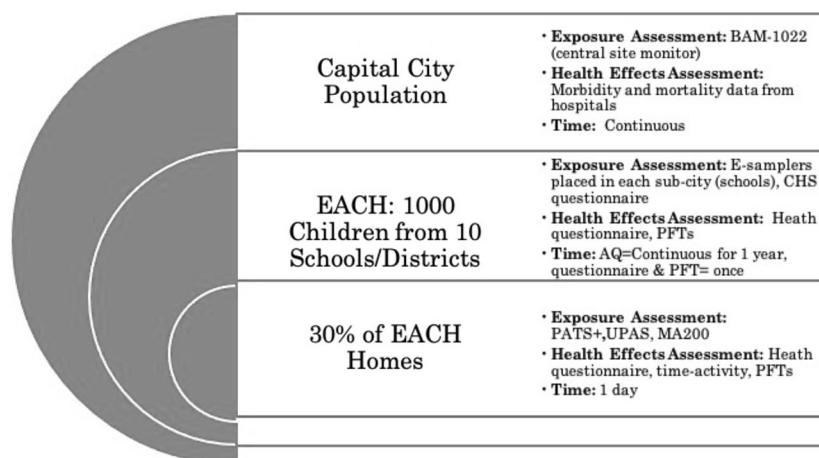 Capital City
Population
• Exposure Assessment: BAM-1022
(central site monitor)
• Health Effects Assessment:
Morbidity and mortality data from
hospitals
• Time: Continuous
EACH: 1000
Children from 10
Schools/Districts
• Exposure Assessment: E-samplers
placed in each sub-city (schools), CHS
questionnaire
• Health Effects Assessment: Heath
questionnaire, PFTs
• Time: AQ=Continuous for 1 year,
questionnaire & PFT= once
30% of EACH
Homes
• Exposure Assessment:
PATS+,UPAS, MA200
• Health Effects Assessment: Heath
questionnaire, time-activity, PFTs
• Time: 1 day